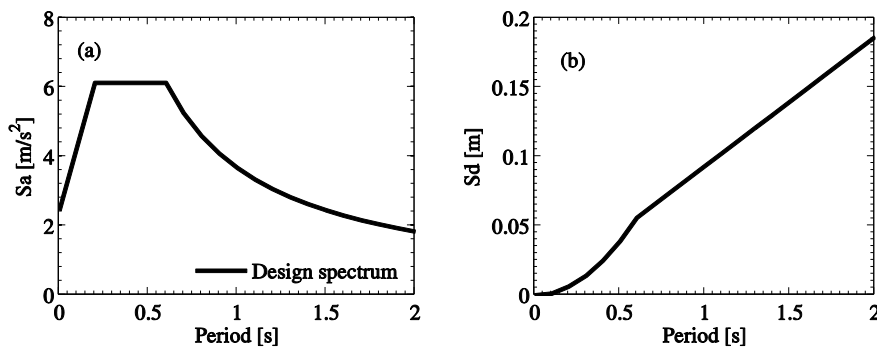 8
6
4
2
0
Sa [m/s²]
(a)
Design spectrum
0 0.5 1 1.5 2
Period [s]
0.2
0.15
0.1
0.05
0
Sd [m]
(b)
0 0.5 1 1.5 2
Period [s]